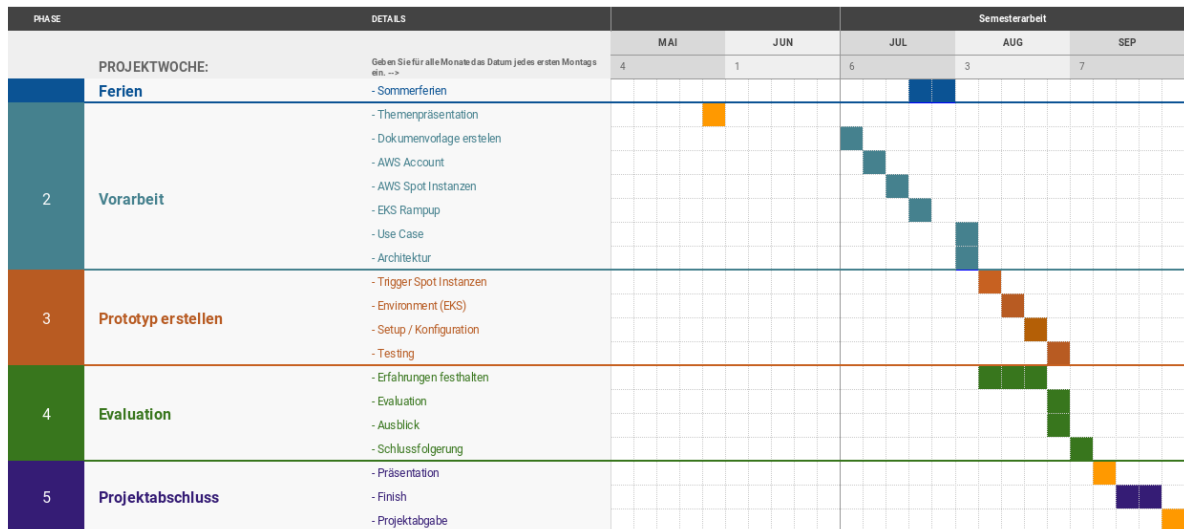 PHASE DETAILS Semesterarbeit
MAI JUN JUL AUG SEP
PROJEKTWOCHE: Geben Sie für alle Monate das Datum jedes ersten Montags
ein. --> 4 1 6 3 7
Ferien - Sommerferien
- Themenpräsentation
- Dokumenvorlage erstelen
- AWS Account
2 Vorarbeit - AWS Spot Instanzen
- EKS Rampup
- Use Case
- Architektur
- Trigger Spot Instanzen
- Environment (EKS)
3 Prototyp erstellen
- Setup / Konfiguration
- Testing
- Erfahrungen festhalten
- Evaluation
4 Evaluation
- Ausblick
- Schlussfolgerung
- Präsentation
5 Projektabschluss - Finish
- Projektabgabe